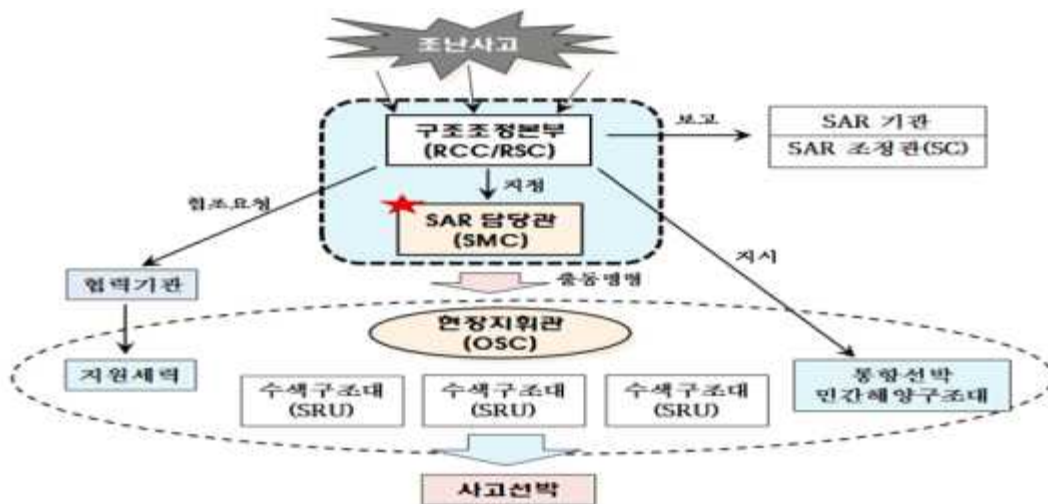 조난사고
구조조정본부
(RCC/RSC)
보고
SAR 기관
SAR 조정관(SC)
지정
협조요청
SAR 담당관
(SMC)
지시
협력기관
출동명령
현장지휘관
(OSC)
지원세력
수색구조대
(SRU)
수색구조대
(SRU)
수색구조대
(SRU)
통항선박
민간해양구조대
사고선박